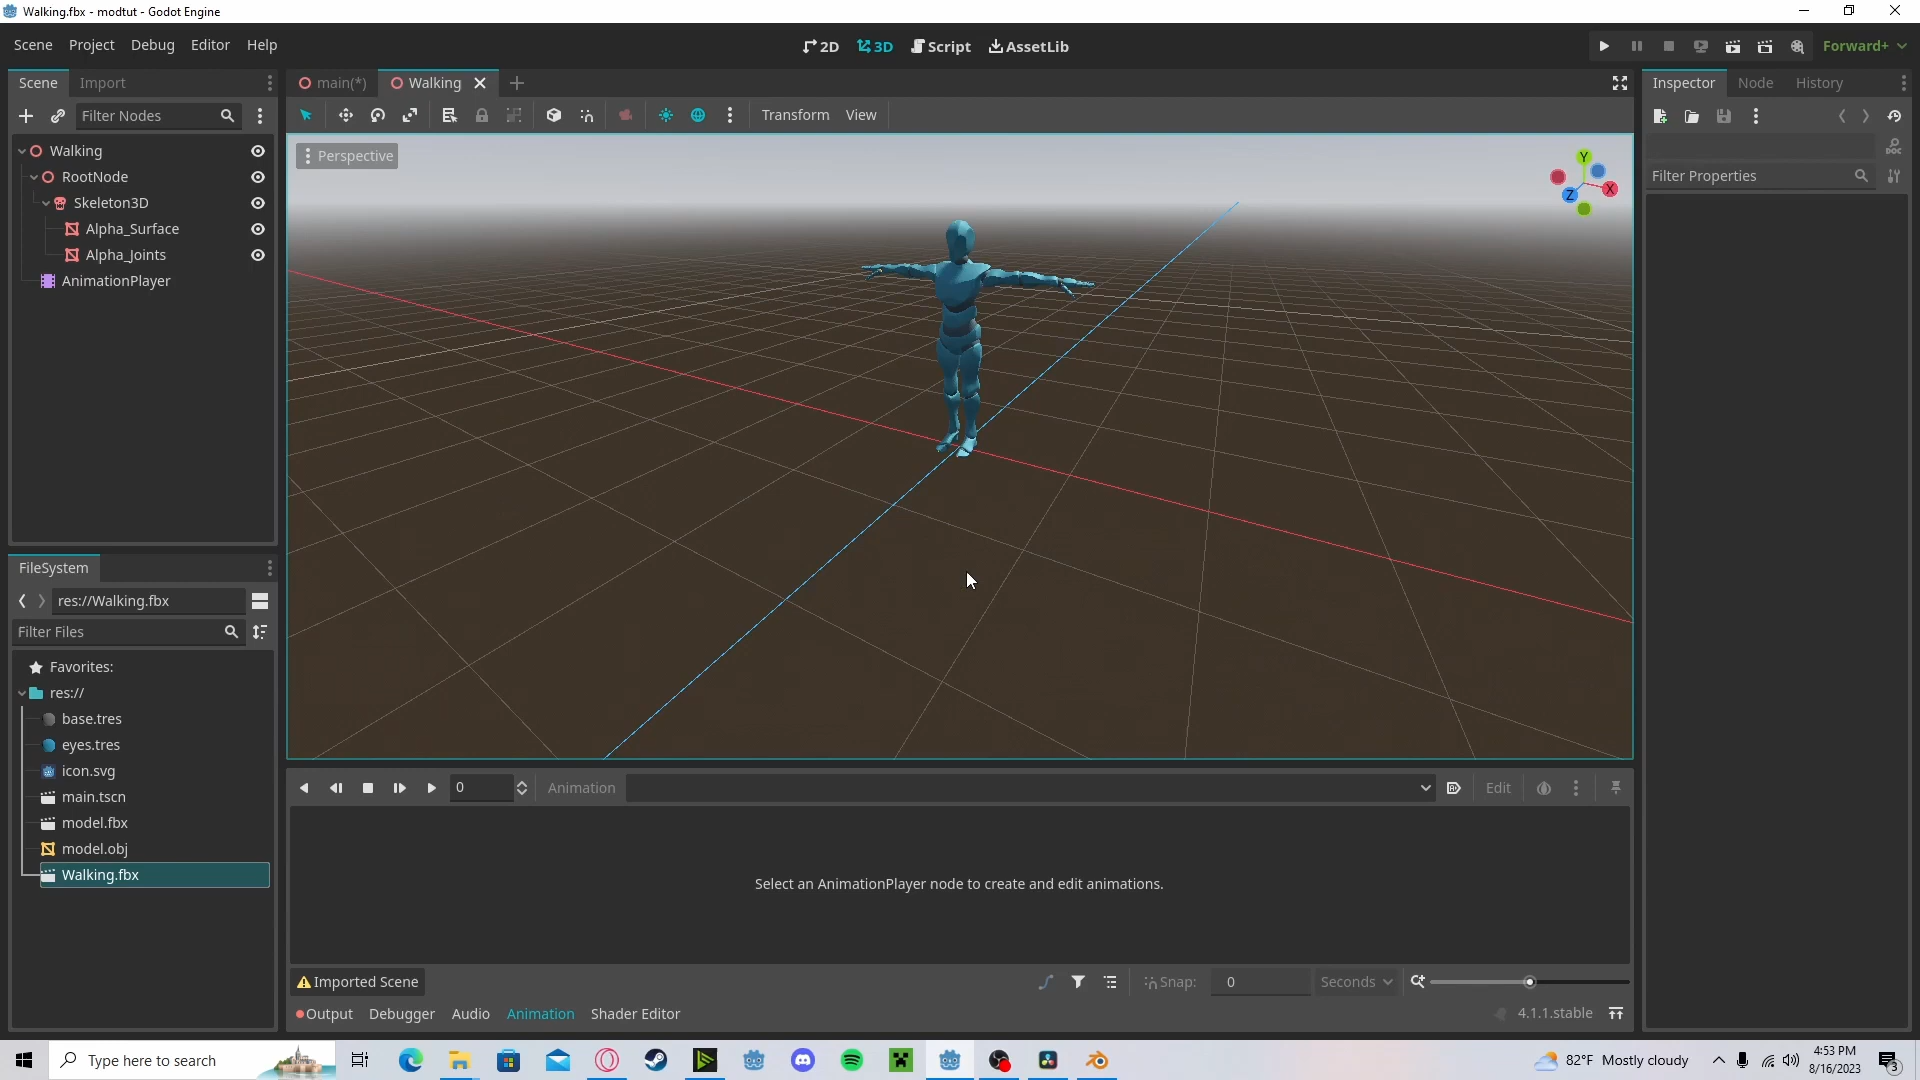 Walking.fbx - modtut - Godot Engine
Scene Project Debug Editor Help
2D 3D Script AssetLib
Forward+
Scene Import
main(*) Walking
Inspector Node History
Filter Nodes
Transform View
Walking
RootNode
Skeleton3D
Alpha_Surface
Alpha_Joints
AnimationPlayer
Perspective
Y
X
Z
DOC
Filter Properties
FileSystem
res://Walking.fbx
Filter Files
Favorites:
res://
base.tres
eyes.tres
icon.svg
main.tscn
model.fbx
model.obj
Walking.fbx
0 Animation Edit
Select an AnimationPlayer node to create and edit animations.
Imported Scene
Snap: 0 Seconds
Output Debugger Audio Animation Shader Editor
4.1.1.stable
Type here to search
82°F Mostly cloudy
4:53 PM
8/16/2023
3